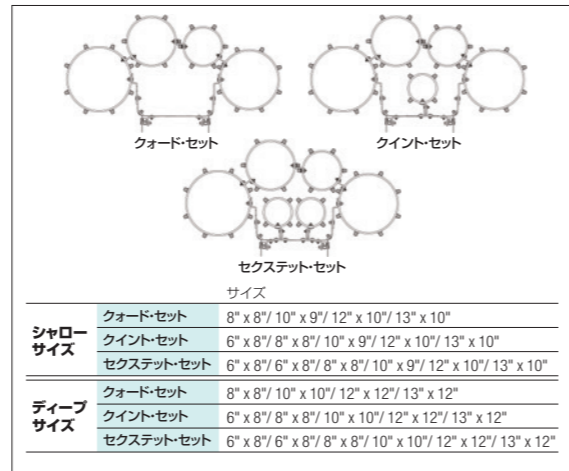 クォード・セット
クイント・セット
セクステット・セット
サイズ
シャロー
サイズ
クォード・セット 8" x 8"/ 10" x 9"/ 12" x 10"/ 13" x 10"
クイント・セット 6" x 8"/ 8" x 8"/ 10" x 9"/ 12" x 10"/ 13" x 10"
セクステット・セット 6" x 8"/ 6" x 8"/ 8" x 8"/ 10" x 9"/ 12" x 10"/ 13" x 10"
ディープ
サイズ
クォード・セット 8" x 8"/ 10" x 10"/ 12" x 12"/ 13" x 12"
クイント・セット 6" x 8"/ 8" x 8"/ 10" x 10"/ 12" x 12"/ 13" x 12"
セクステット・セット 6" x 8"/ 6" x 8"/ 8" x 8"/ 10" x 10"/ 12" x 12"/ 13" x 12"